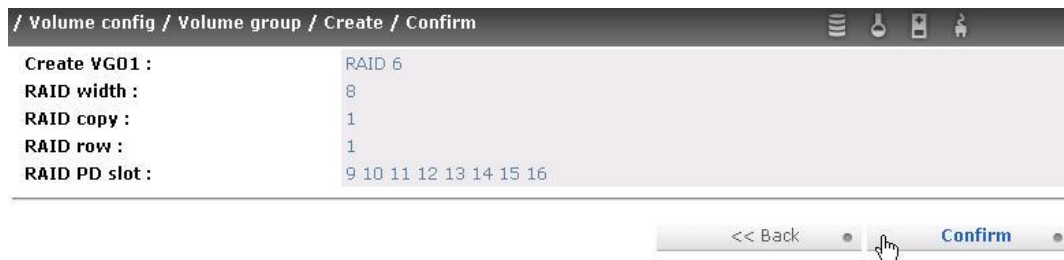 / Volume config / Volume group / Create / Confirm
Create VG01 : RAID 6
RAID width : 8
RAID copy : 1
RAID row : 1
RAID PD slot : 9 10 11 12 13 14 15 16
<< Back Confirm